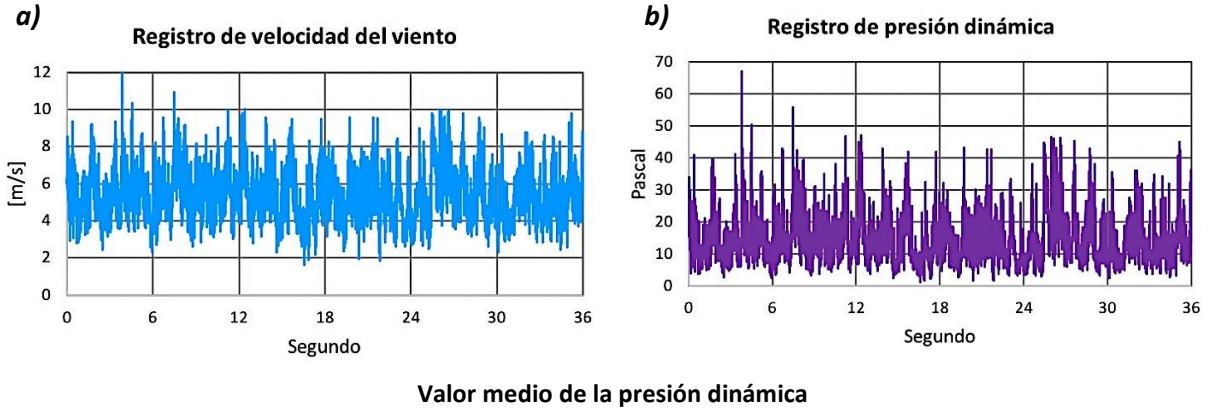 a)
Registro de velocidad del viento
[m/s]
12
10
8
6
4
2
0
0 6 12 18 24 30 36
Segundo
b)
Registro de presión dinámica
Pascal
70
60
50
40
30
20
10
0
0 6 12 18 24 30 36
Segundo
Valor medio de la presión dinámica